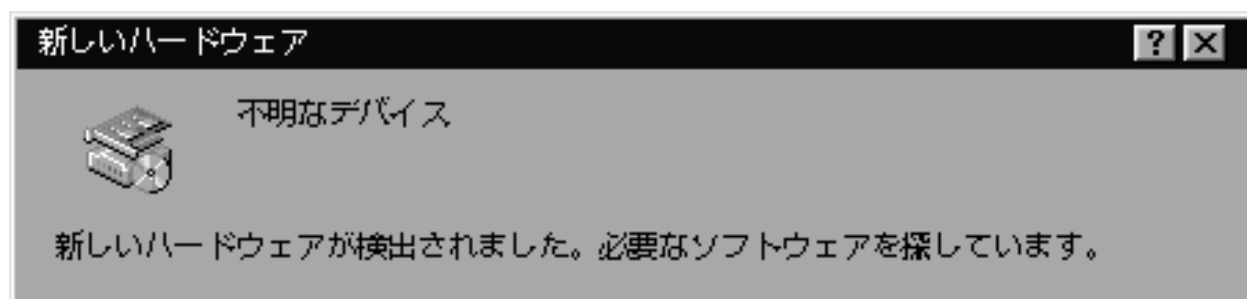 新しいハードウェア
不明なデバイス
新しいハードウェアが検出されました。必要なソフトウェアを探しています。